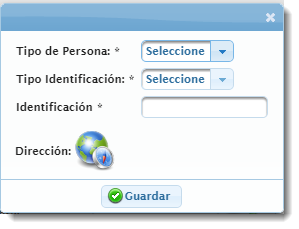 Tipo de Persona: * Seleccione
Tipo Identificación: * Seleccione
Identificación *
Dirección:
Guardar